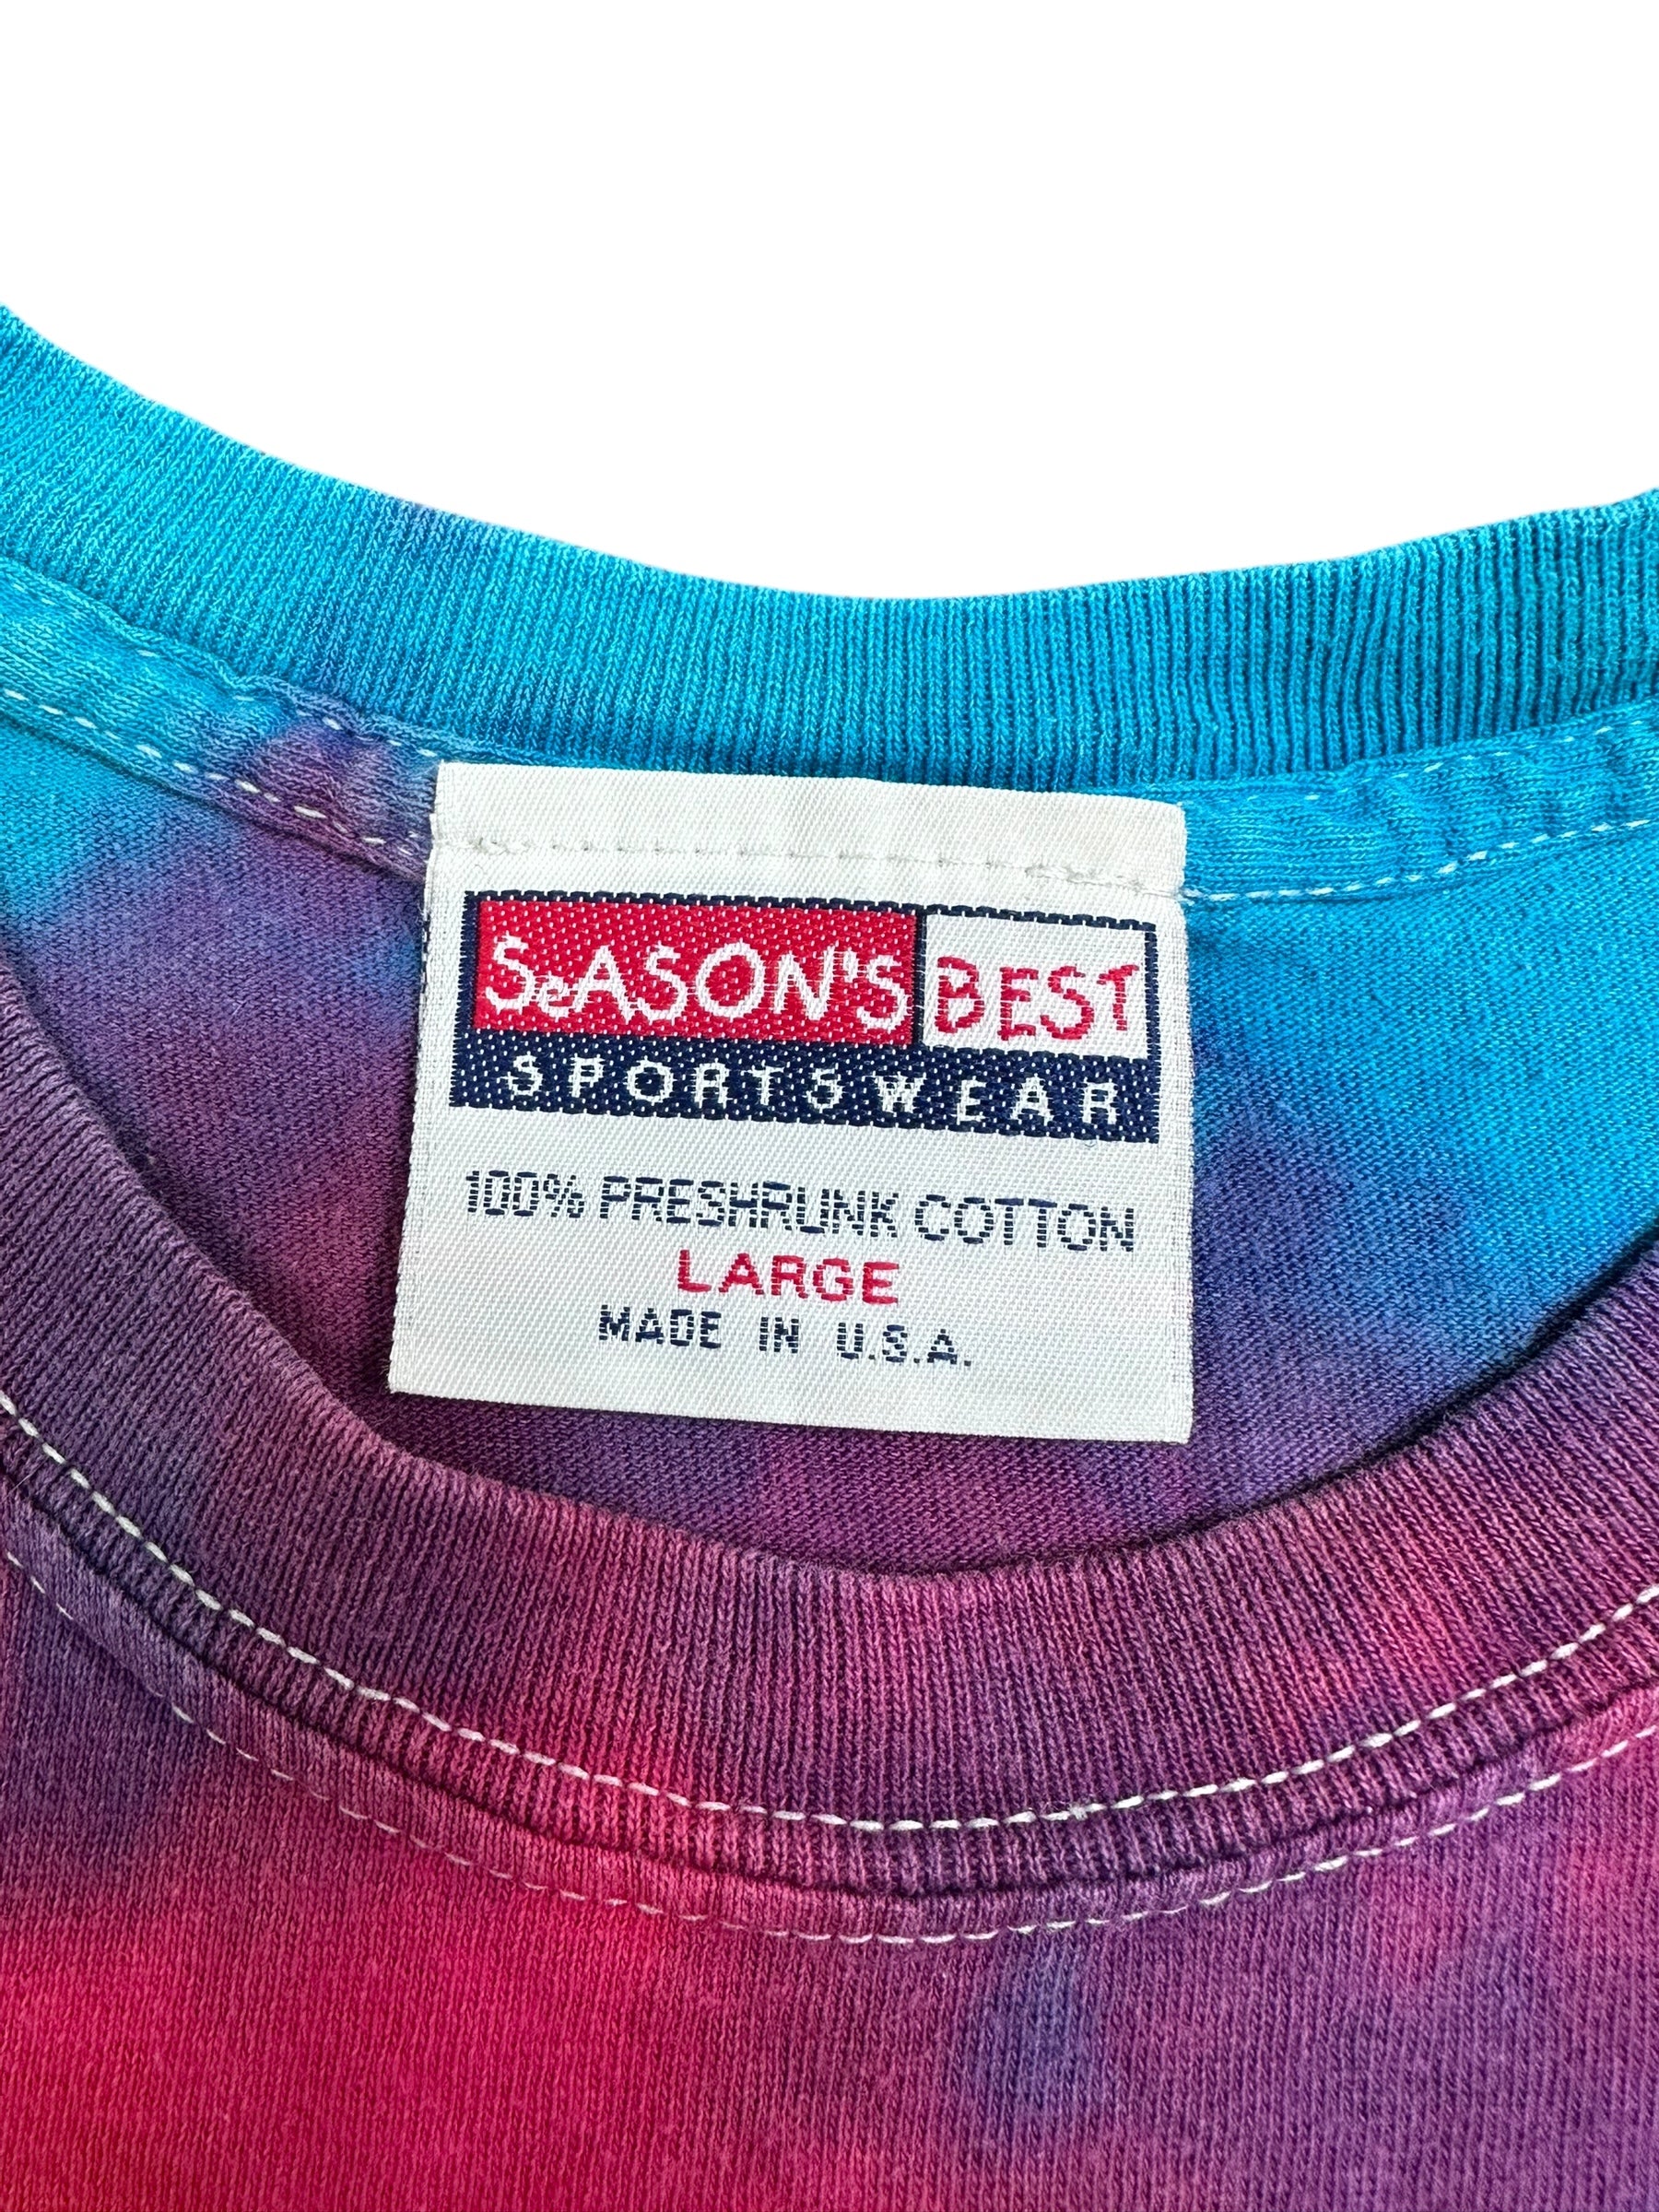 SeASON'S BEST
SPORTSWEAR
100% PRESHRUNK COTTON
LARGE
MADE IN U.S.A.